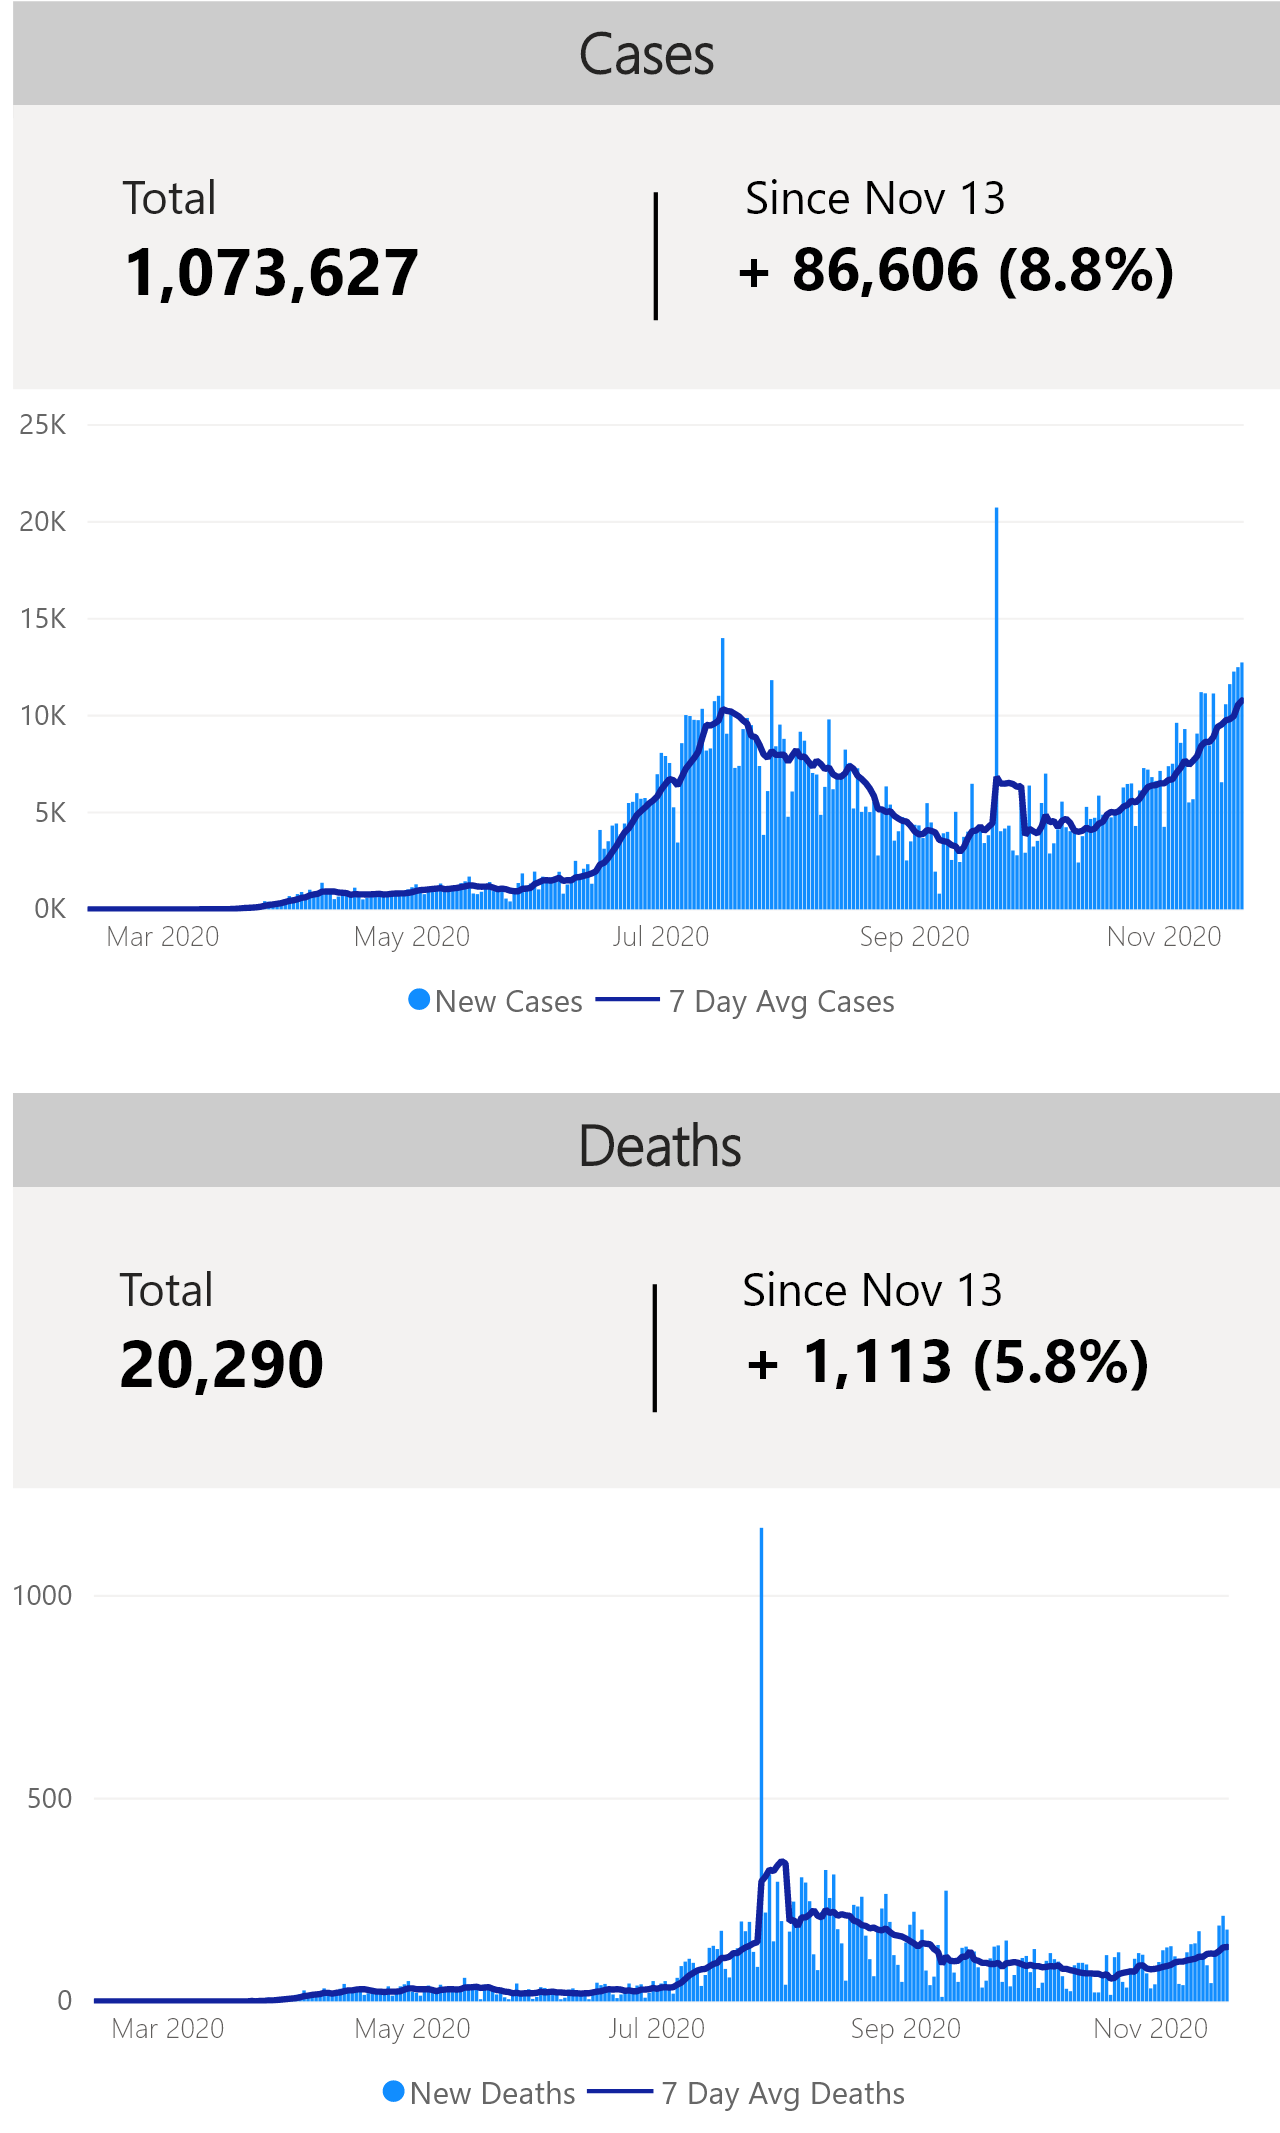 Cases
Total
Since Nov 13
1,073,627
+ 86,606 (8.8%)
25K
20K
15K
10K
5K
0K
Mar 2020 May 2020 Jul 2020 Sep 2020 Nov 2020
New Cases 7 Day Avg Cases
Deaths
Total
Since Nov 13
20,290
+ 1,113 (5.8%)
1000
500
0
Mar 2020 May 2020 Jul 2020 Sep 2020 Nov 2020
New Deaths 7 Day Avg Deaths